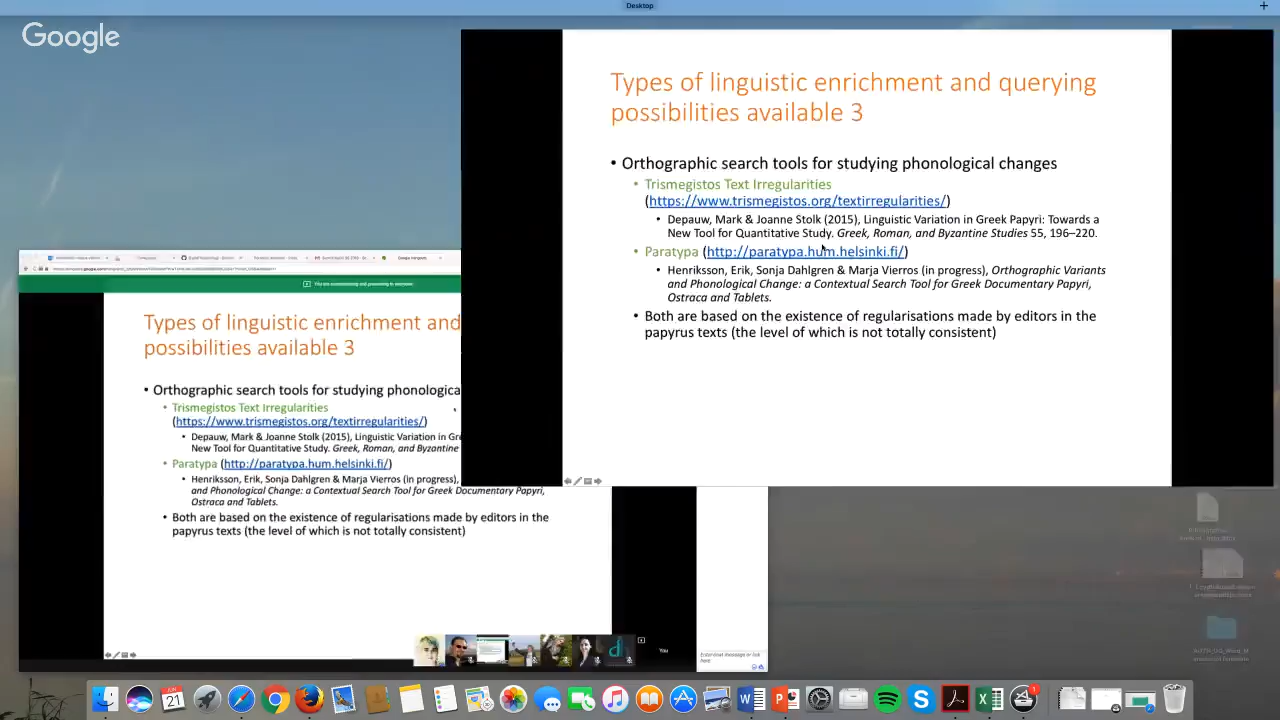 Desktop
Google
Types of linguistic enrichment and querying
possibilities available 3
• Orthographic search tools for studying phonological changes
• Trismegistos Text Irregularities
(https://www.trismegistos.org/textirregularities/)
• Depauw, Mark & Joanne Stolk (2015), Linguistic Variation in Greek Papyri: Towards a
New Tool for Quantitative Study. Greek, Roman, and Byzantine Studies 55, 196–220.
• Paratypa (http://paratypa.hum.helsinki.fi/)
• Henriksson, Erik, Sonja Dahlgren & Marja Vierros (in progress), Orthographic Variants
and Phonological Change: a Contextual Search Tool for Greek Documentary Papyri,
Ostraca and Tablets.
• Both are based on the existence of regularisations made by editors in the
papyrus texts (the level of which is not totally consistent)
Types of linguistic enrichment and
possibilities available 3
• Orthographic search tools for studying phonologica
• Trismegistos Text Irregularities
(https://www.trismegistos.org/textirregularities/)
• Depauw, Mark & Joanne Stolk (2015), Linguistic Variation in Gre
New Tool for Quantitative Study. Greek, Roman, and Byzantine
• Paratypa (http://paratypa.hum.helsinki.fi/)
• Henriksson, Erik, Sonja Dahlgren & Marja Vierros (in progress),
and Phonological Change: a Contextual Search Tool for Greek Documentary Papyri,
Ostraca and Tablets.
• Both are based on the existence of regularisations made by editors in the
papyrus texts (the level of which is not totally consistent)
You
Enter text message or link
here
JUN
21
1